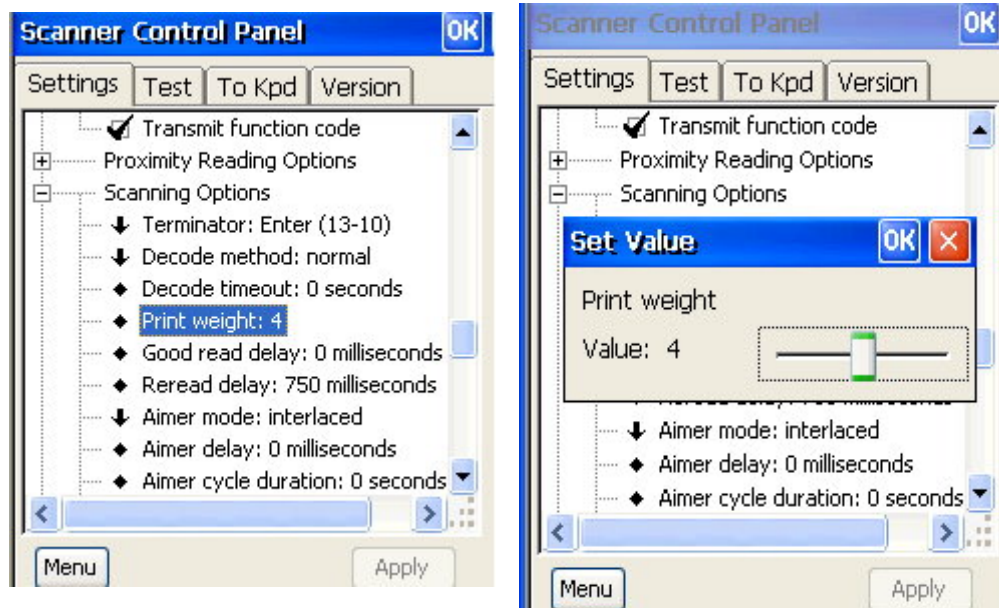 Scanner Control Panel OK
Settings Test To Kpd Version
Transmit function code
Proximity Reading Options
Scanning Options
Terminator: Enter (13-10)
Decode method: normal
Decode timeout: 0 seconds
Print weight: 4
Good read delay: 0 milliseconds
Reread delay: 750 milliseconds
Aimer mode: interlaced
Aimer delay: 0 milliseconds
Aimer cycle duration: 0 seconds
Menu Apply
Scanner Control Panel OK
Settings Test To Kpd Version
Transmit function code
Proximity Reading Options
Scanning Options
Set Value OK
Print weight
Value: 4
Aimer mode: interlaced
Aimer delay: 0 milliseconds
Aimer cycle duration: 0 seconds
Menu Apply